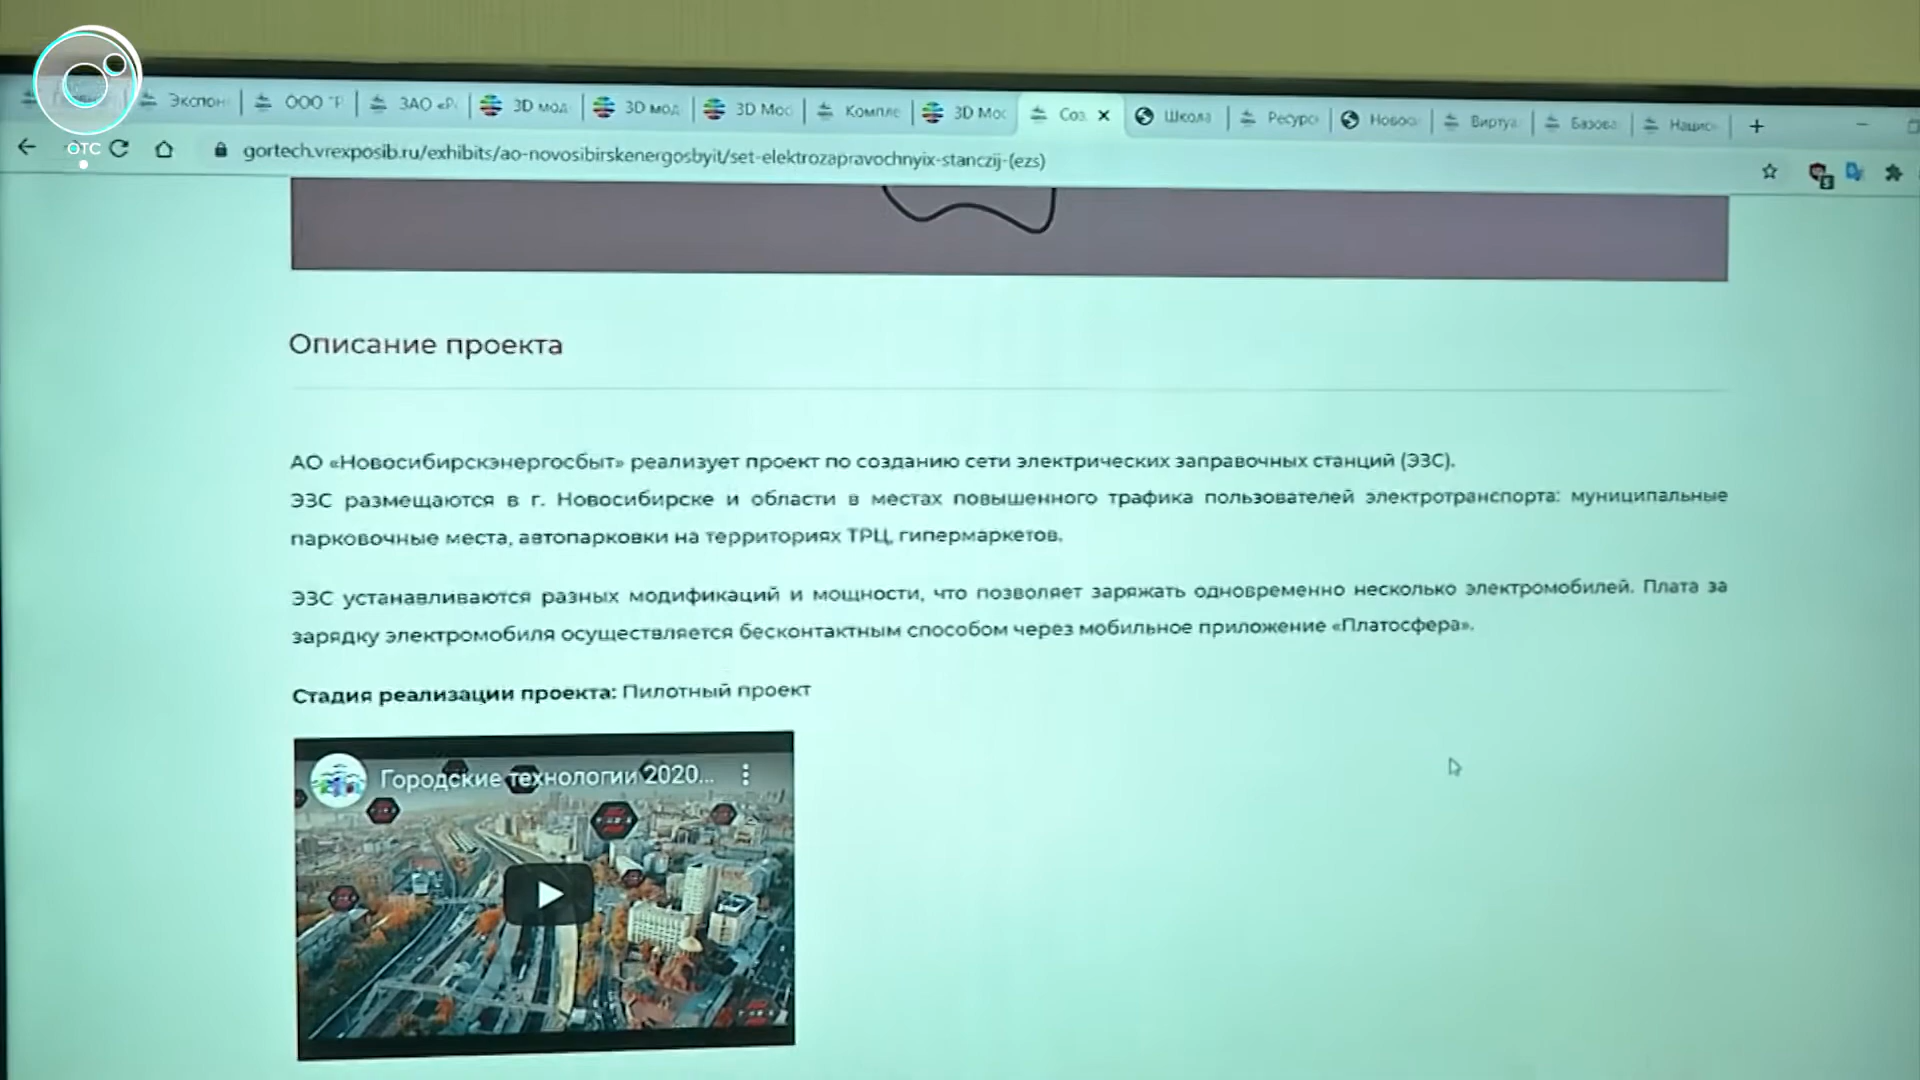 Экспон
ООО "Р
ЗАО «Р
3D мод
3D мод
3D Мос
Компле
3D Мос
Соз
Школа
Ресурс
Новос
Виртуа
Базова
Нацио
ОТС
gortech.vrexposib.ru/exhibits/ao-novosibirskenergosbyit/set-elektrozapravochnyix-stanczij-(ezs)
Описание проекта
АО «Новосибирскэнергосбыт» реализует проект по созданию сети электрических заправочных станций (ЭЗС).
ЭЗС размещаются в г. Новосибирске и области в местах повышенного трафика пользователей электротранспорта: муниципальные
парковочные места, автопарковки на территориях ТРЦ, гипермаркетов.
ЭЗС устанавливаются разных модификаций и мощности, что позволяет заряжать одновременно несколько электромобилей. Плата за
зарядку электромобиля осуществляется бесконтактным способом через мобильное приложение «Платосфера».
Стадия реализации проекта: Пилотный проект
Городские технологии 2020...